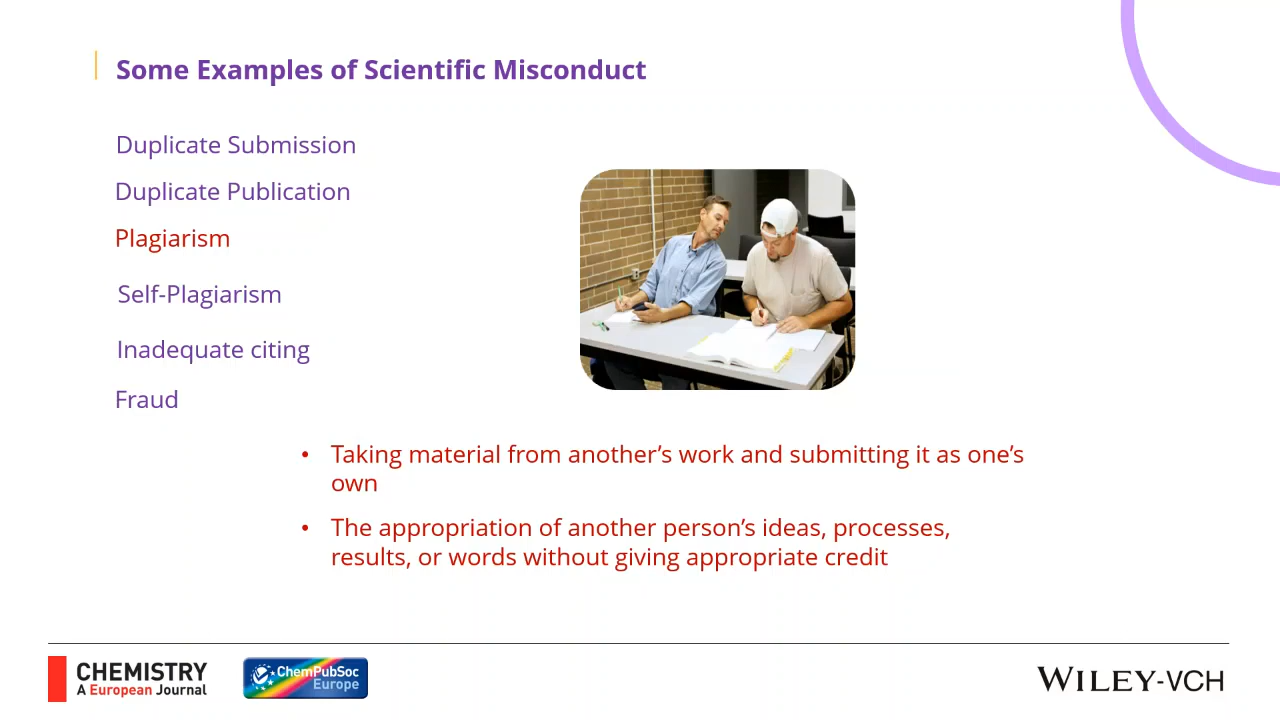 Some Examples of Scientific Misconduct
Duplicate Submission
Duplicate Publication
Plagiarism
Self-Plagiarism
Inadequate citing
Fraud
• Taking material from another’s work and submitting it as one’s
own
• The appropriation of another person’s ideas, processes,
results, or words without giving appropriate credit
CHEMISTRY
A European Journal
ChemPubSoc
Europe
WILEY-VCH